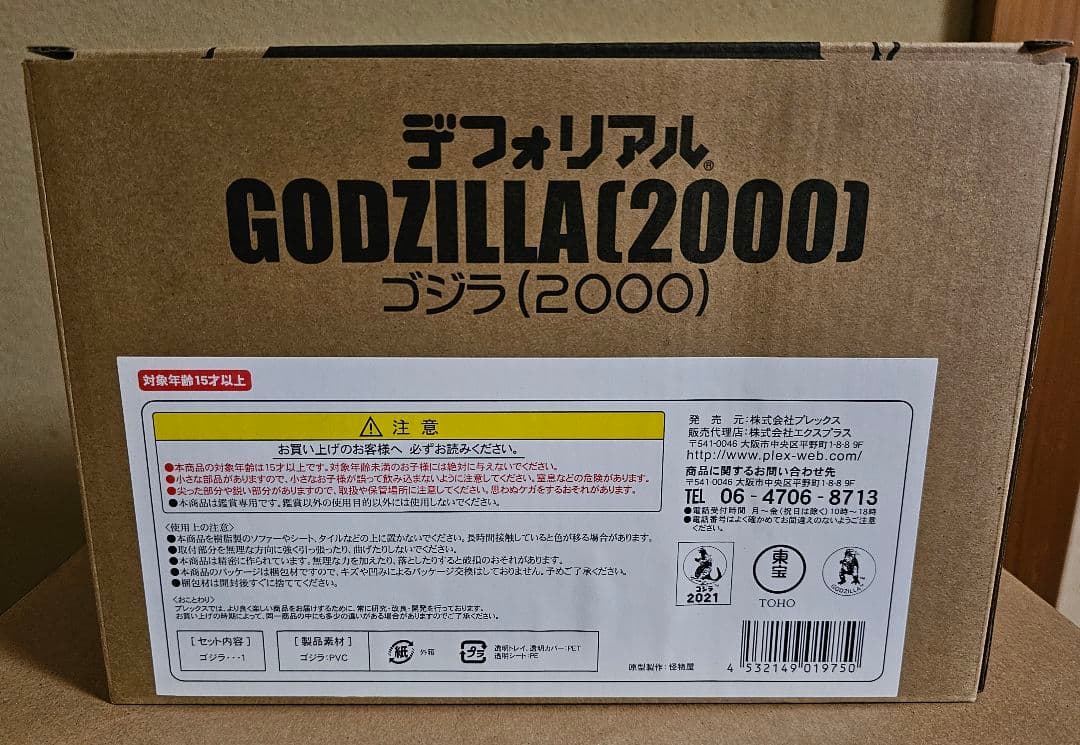 デフォリアル®
GODZILLA(2000)
ゴジラ(2000)
対象年齢15才以上
注意
お買い上げのお客様へ 必ずお読みください。
●本商品の対象年齢は15才以上です。対象年齢未満のお子様には絶対に与えないでください。
●小さな部品がありますので、小さなお子様が誤って飲み込まないように注意してください。窒息などの危険があります。
●尖った部分や鋭い部分がありますので、取扱や保管場所に注意してください。思わぬケガをするおそれがあります。
●本商品は鑑賞専用です。鑑賞以外の使用目的以外には使用しないでください。
〈使用上の注意〉
●本商品を樹脂製のソファーやシート、タイルなどの上に置かないでください。長時間接触していると色が移る場合があります。
●取付部分を無理な方向に強く引っ張ったり、曲げたりしないでください。
●本商品は精密に作られています。無理な力を加えたり、落としたりすると破損のおそれがあります。
●本商品のパッケージは梱包材ですので、キズや凹みによるパッケージ交換はしておりません。予めご了承ください。
●梱包材は開封後すぐに捨ててください。
〈おことわり〉
プレックスでは、より良く楽しい商品をお届けするために、常に研究・改良・開発を行っております。
お買い上げの時期によって、同一商品の中にも多少の違いがある場合がありますのでご了承ください。
[セット内容]
ゴジラ・・・1
[製品素材]
ゴジラ:PVC
紙
外箱
プラ
透明トレイ、透明カバー:PET
透明シート:PE
発 売 元:株式会社プレックス
販売代理店:株式会社エクスプラス
〒541-0046 大阪市中央区平野町1-8-8 9F
http://www.plex-web.com/
商品に関するお問い合わせ先
〒541-0046 大阪市中央区平野町1-8-8 9F
TEL 06-4706-8713
●電話受付時間 月～金(祝日は除く)10時～18時
●電話番号はよく確かめてお間違えのないようご注意
ください。
ゴジラ
2021
東宝
TOHO
GODZILLA
原型製作:怪物屋
4 532149 019750